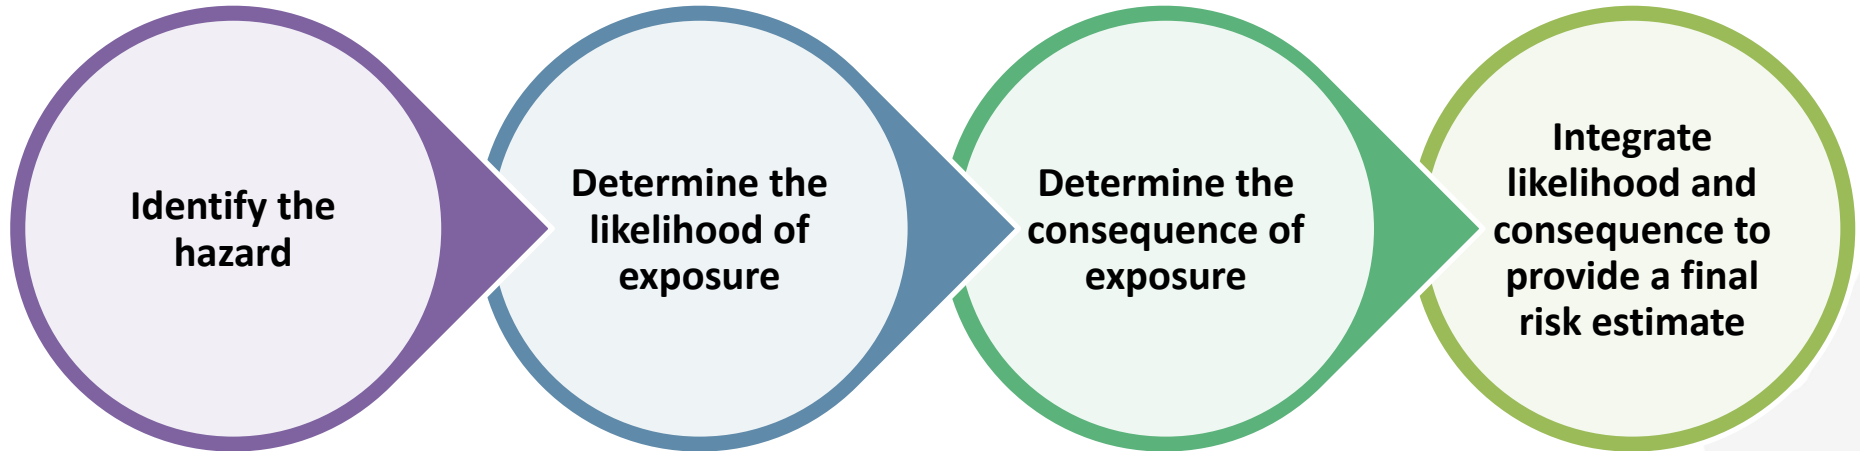 Identify the
hazard
Determine the
likelihood of
exposure
Determine the
consequence of
exposure
Integrate
likelihood and
consequence to
provide a final
risk estimate